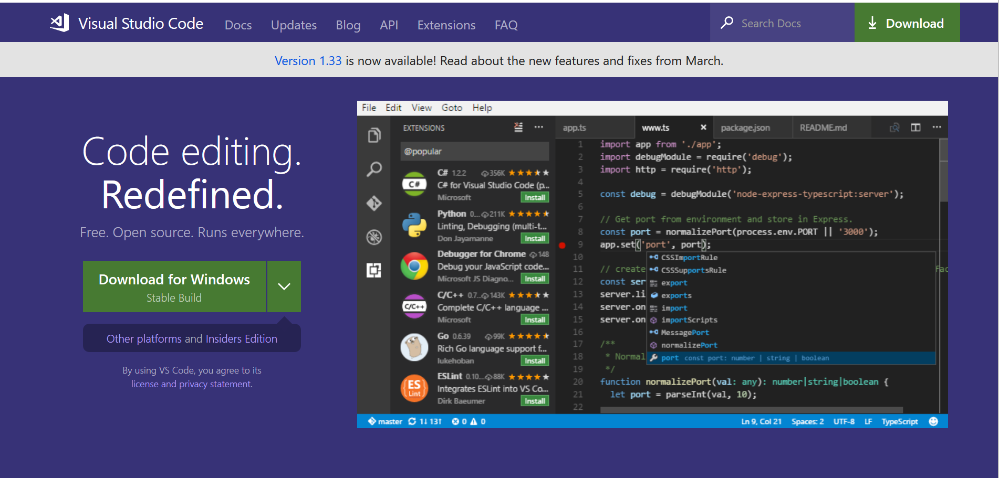 Visual Studio Code Docs Updates Blog API Extensions FAQ Search Docs Download
Version 1.33 is now available! Read about the new features and fixes from March.
Code editing.
Redefined.
Free. Open source. Runs everywhere.
Download for Windows
Stable Build
Other platforms and Insiders Edition
By using VS Code, you agree to its
license and privacy statement.
File Edit View Goto Help
EXTENSIONS
@popular
C# 1.2.2 356K
C# for Visual Studio Code (p...
Microsoft Install
Python 0.... 211K
Linting, Debugging (multi-t...
Don Jayamanne Install
Debugger for Chrome 148
Debug your JavaScript code...
Microsoft JS Diagno... Install
C/C++ 0.7... 143K
Complete C/C++ language ...
Microsoft Install
Go 0.6.39 99K
Rich Go language support f...
lukehoban Install
ESLint 0.10... 88K
Integrates ESLint into VS Co...
Dirk Baeumer Install
C#
C/C++
ES
Lint
app.ts www.ts package.json README.md
1 import app from './app';
2 import debugModule = require('debug');
3 import http = require('http');
4
5 const debug = debugModule('node-express-typescript:server');
6
7 // Get port from environment and store in Express.
8 const port = normalizePort(process.env.PORT || '3000');
9 app.set('port', port);
10
11 // create
12 const ser
13 server.li
14 server.on
15 server.on
16
17 /**
18 * Normal
19 */
20 function normalizePort(val: any): number|string|boolean {
21 let port = parseInt(val, 10);
22
CSSImportRule
CSSSupportsRule
export
exports
import
importScripts
MessagePort
normalizePort
port const port: number | string | boolean
master 1↓ 13↑ 0 0 Ln 9, Col 21 Spaces: 2 UTF-8 LF TypeScript